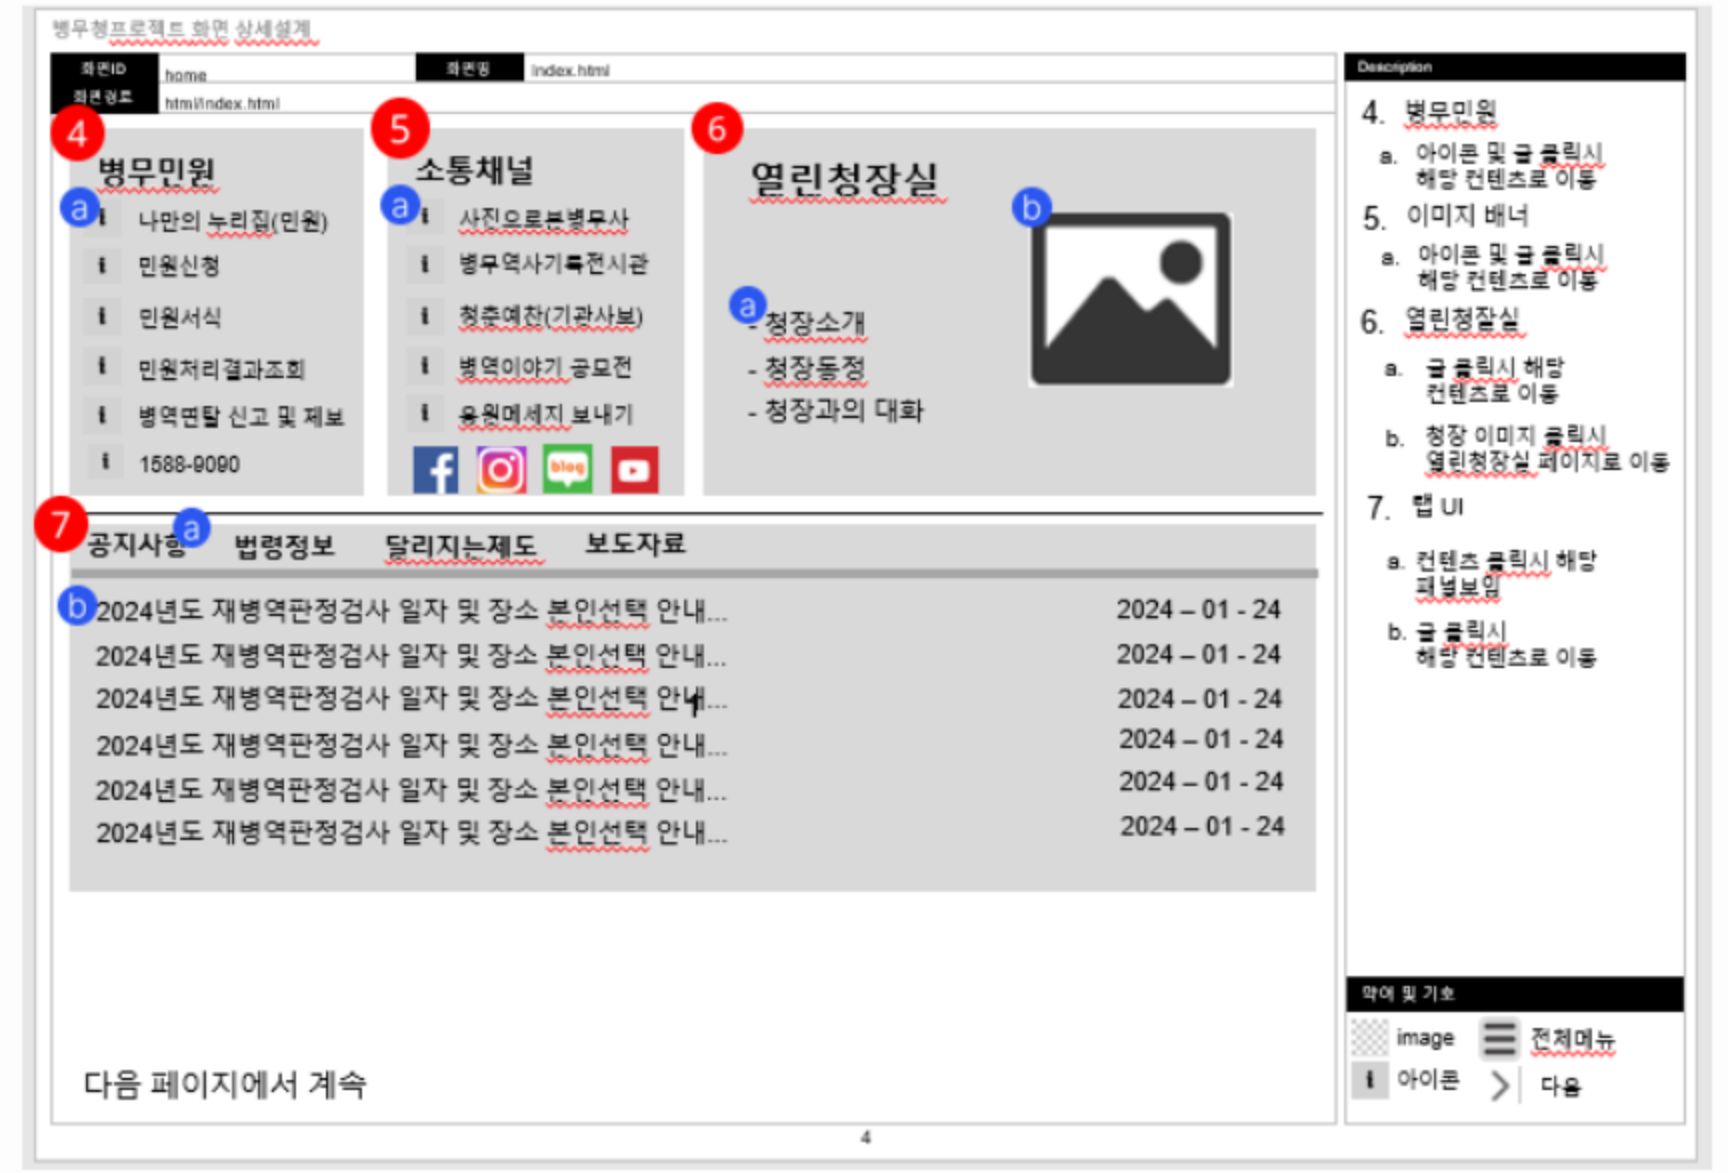 병무청프로젝트 화면 상세설계
화면ID
home
화면명
index.html
화면경로
html/index.html
4
병무민원
a
i 나만의 누리집(민원)
i 민원신청
i 민원서식
i 민원처리결과조회
i 병역면탈 신고 및 제보
i 1588-9090
5
소통채널
a
i 사진으로본병무사
i 병무역사기록전시관
i 청춘예찬(기관사보)
i 병역이야기 공모전
i 응원메세지 보내기
f
blog
6
열린청장실
b
a
- 청장소개
- 청장동정
- 청장과의 대화
7
공지사항
a
법령정보
달라지는제도
보도자료
b
2024년도 재병역판정검사 일자 및 장소 본인선택 안내... 2024 – 01 - 24
2024년도 재병역판정검사 일자 및 장소 본인선택 안내... 2024 – 01 - 24
2024년도 재병역판정검사 일자 및 장소 본인선택 안내... 2024 – 01 - 24
2024년도 재병역판정검사 일자 및 장소 본인선택 안내... 2024 – 01 - 24
2024년도 재병역판정검사 일자 및 장소 본인선택 안내... 2024 – 01 - 24
2024년도 재병역판정검사 일자 및 장소 본인선택 안내... 2024 – 01 - 24
다음 페이지에서 계속
Description
4. 병무민원
a. 아이콘 및 글 클릭시
해당 컨텐츠로 이동
5. 이미지 배너
a. 아이콘 및 글 클릭시
해당 컨텐츠로 이동
6. 열린청잘실
a. 글 클릭시 해당
컨텐츠로 이동
b. 청장 이미지 클릭시
열린청장실 페이지로 이동
7. 탭 UI
a. 컨텐츠 클릭시 해당
패널보임
b. 글 클릭시
해당 컨텐츠로 이동
약어 및 기호
image
전체메뉴
i 아이콘
다음
4